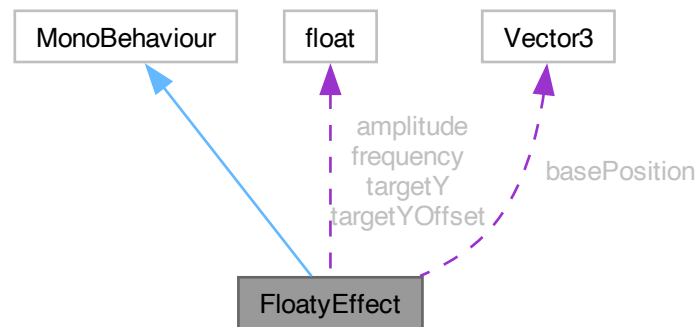 MonoBehaviour
float
Vector3
amplitude
frequency
targetY
targetYOffset
basePosition
FloatyEffect